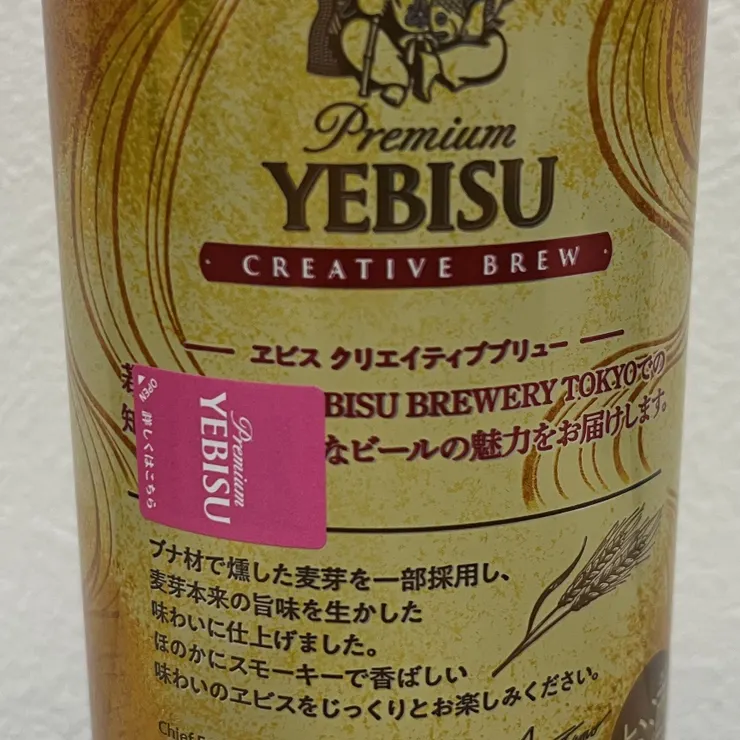 Premium
YEBISU
CREATIVE BREW
ヱビス クリエイティブブリュー
BISU BREWERY TOKYOでの
なビールの魅力をお届けします。
OPEN
詳しくはこちら
Premium
YEBISU
ブナ材で燻した麦芽を一部採用し、
麦芽本来の旨味を生かした
味わいに仕上げました。
ほのかにスモーキーで香ばしい
味わいのヱビスをじっくりとお楽しみください。
Chief